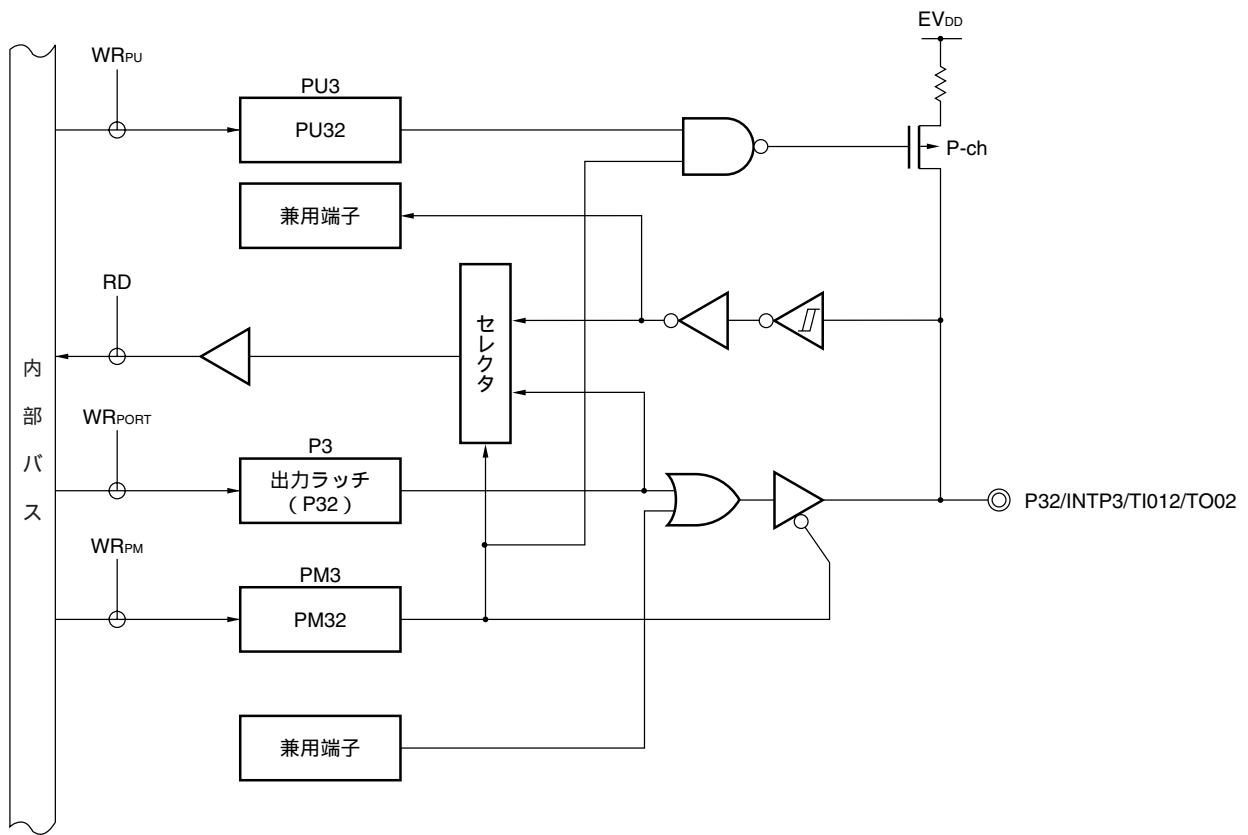 EVDD
WRPU
PU3
PU32
P-ch
兼用端子
RD
セレクタ
内部バス
WRPORT
P3
出力ラッチ
（P32）
P32/INTP3/TI012/TO02
WRPM
PM3
PM32
兼用端子